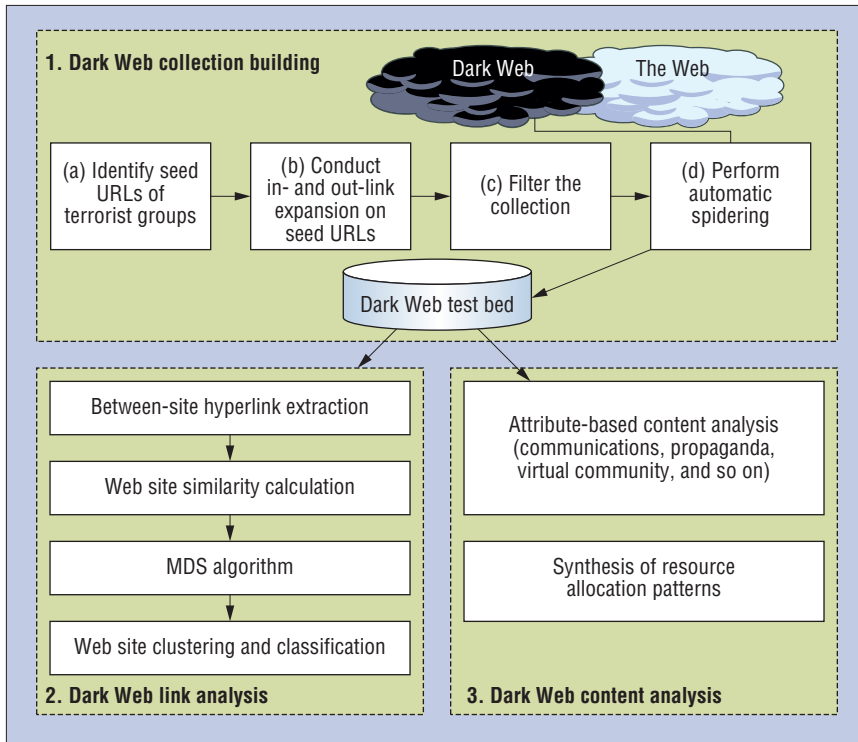 1. Dark Web collection building
Dark Web
The Web
(a) Identify seed
URLs of
terrorist groups
(b) Conduct
in- and out-link
expansion on
seed URLs
(c) Filter the
collection
(d) Perform
automatic
spidering
Dark Web test bed
Between-site hyperlink extraction
Web site similarity calculation
MDS algorithm
Web site clustering and classification
2. Dark Web link analysis
Attribute-based content analysis
(communications, propaganda,
virtual community, and so on)
Synthesis of resource
allocation patterns
3. Dark Web content analysis